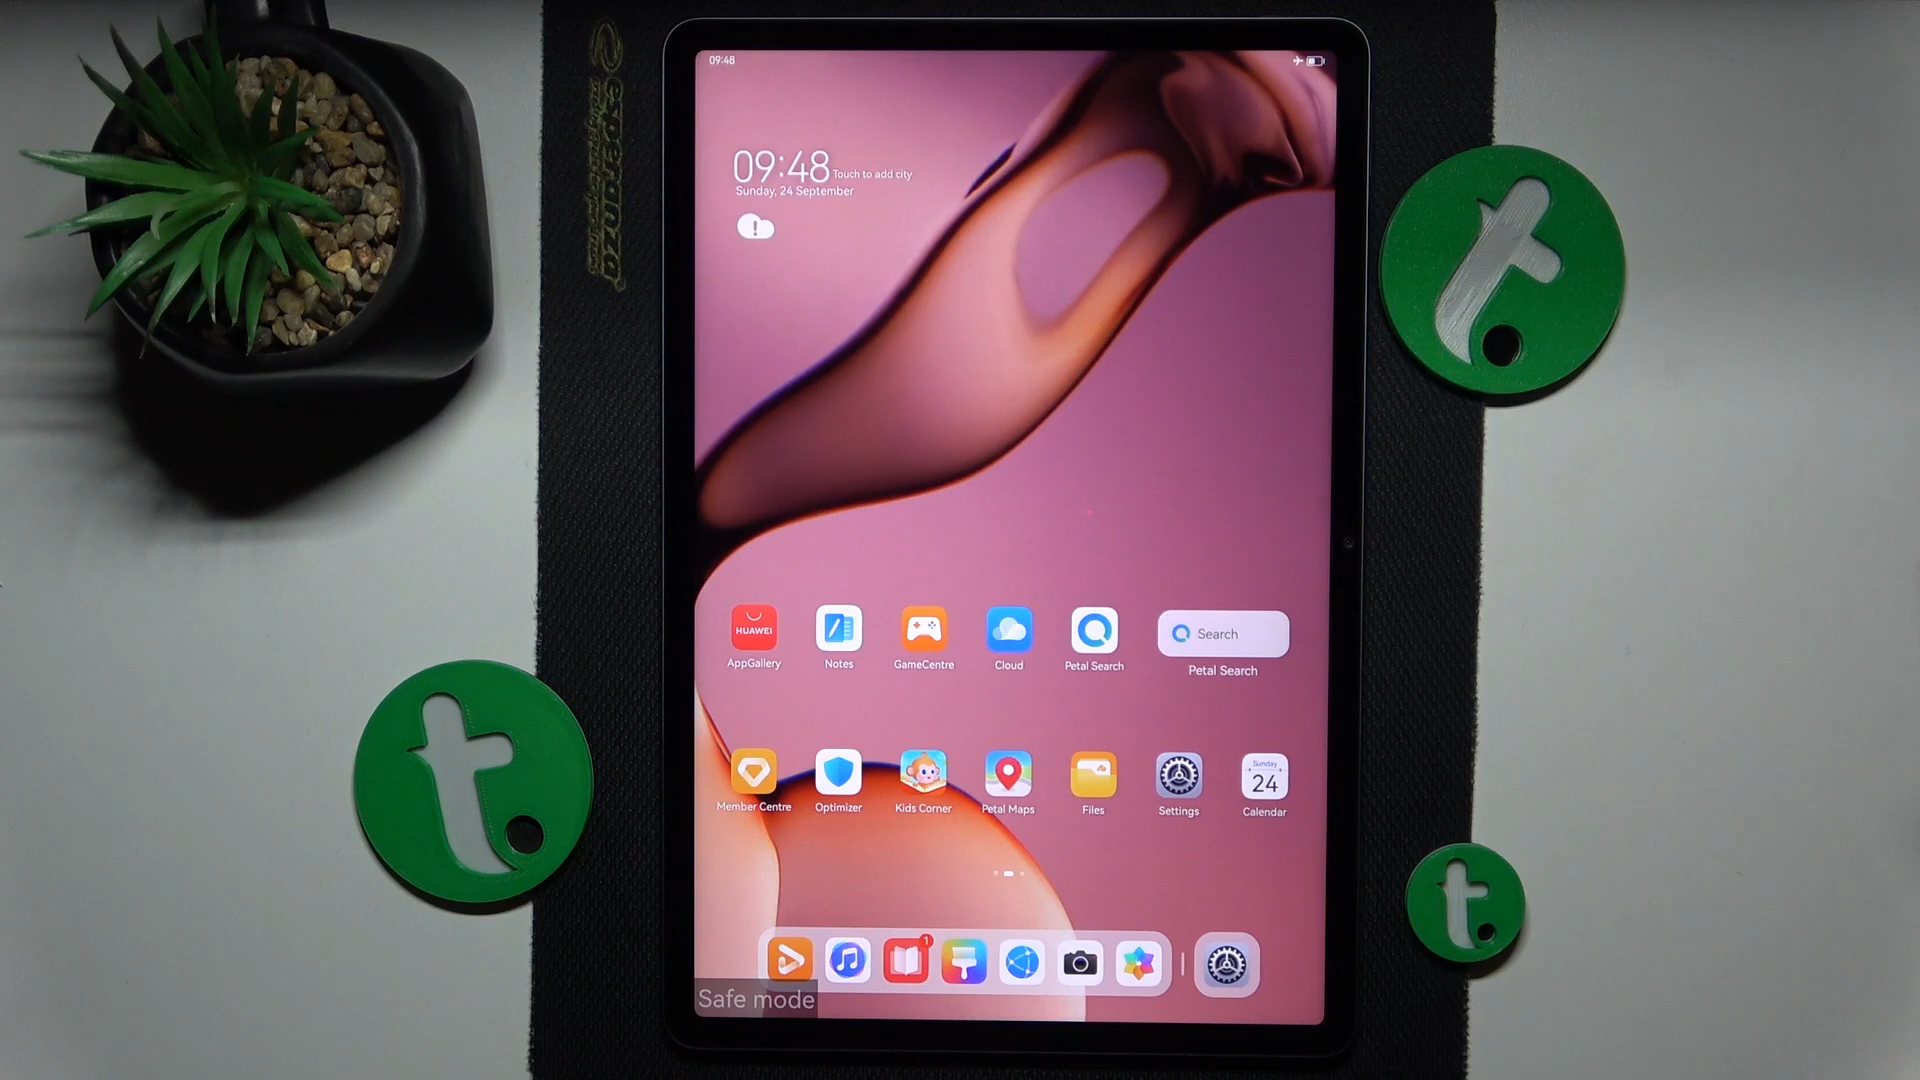 09:48
09:48 Touch to add city
Sunday, 24 September
HUAWEI
AppGallery
Notes
GameCentre
Cloud
Petal Search
Search
Petal Search
Member Centre
Optimizer
Kids Corner
Petal Maps
Files
Settings
Sunday
24
Calendar
1
Safe mode